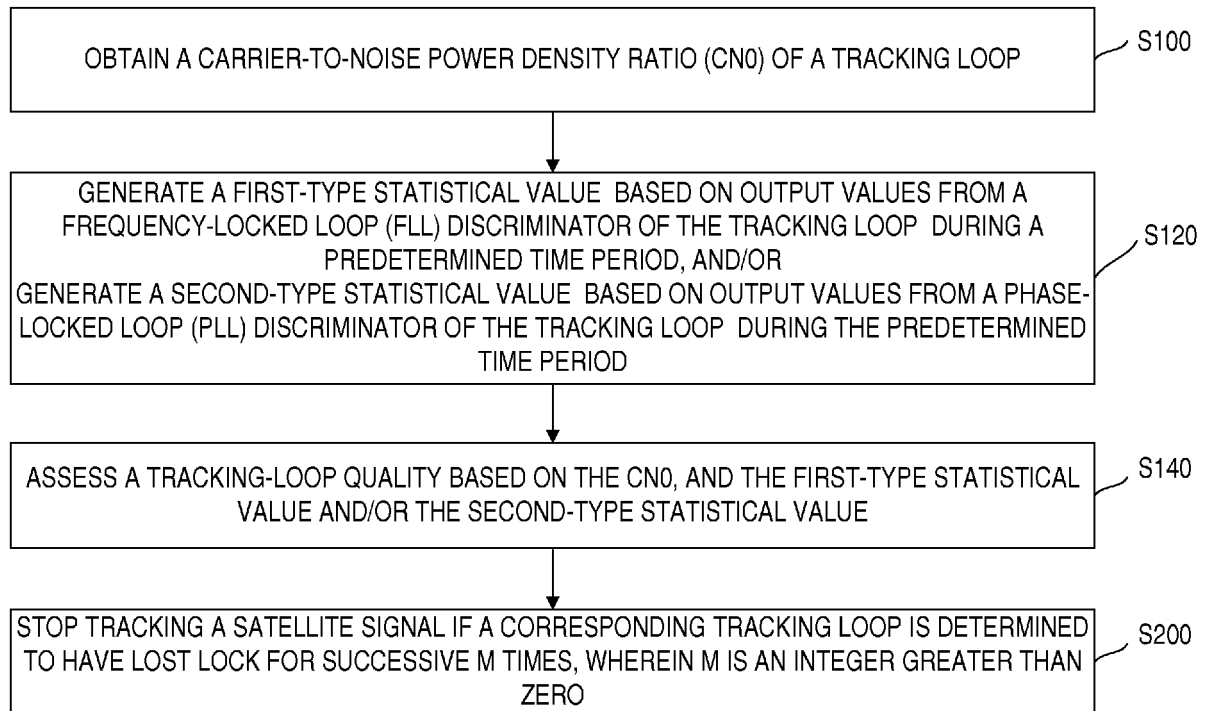 OBTAIN A CARRIER-TO-NOISE POWER DENSITY RATIO (CN0) OF A TRACKING LOOP
S100
GENERATE A FIRST-TYPE STATISTICAL VALUE BASED ON OUTPUT VALUES FROM A
FREQUENCY-LOCKED LOOP (FLL) DISCRIMINATOR OF THE TRACKING LOOP DURING A
PREDETERMINED TIME PERIOD, AND/OR
GENERATE A SECOND-TYPE STATISTICAL VALUE BASED ON OUTPUT VALUES FROM A PHASE-
LOCKED LOOP (PLL) DISCRIMINATOR OF THE TRACKING LOOP DURING THE PREDETERMINED
TIME PERIOD
S120
ASSESS A TRACKING-LOOP QUALITY BASED ON THE CN0, AND THE FIRST-TYPE STATISTICAL
VALUE AND/OR THE SECOND-TYPE STATISTICAL VALUE
S140
STOP TRACKING A SATELLITE SIGNAL IF A CORRESPONDING TRACKING LOOP IS DETERMINED
TO HAVE LOST LOCK FOR SUCCESSIVE M TIMES, WHEREIN M IS AN INTEGER GREATER THAN
ZERO
S200